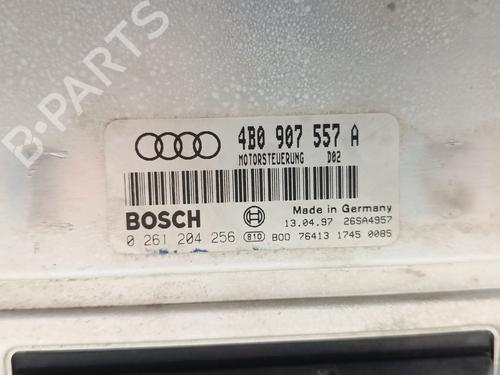 4B0 907 557 A
MOTORSTEUERUNG D02
BOSCH
Made in Germany
13.04.97 26SA4957
0 261 204 256 810 B00 76413 1745 0085
B-PARTS